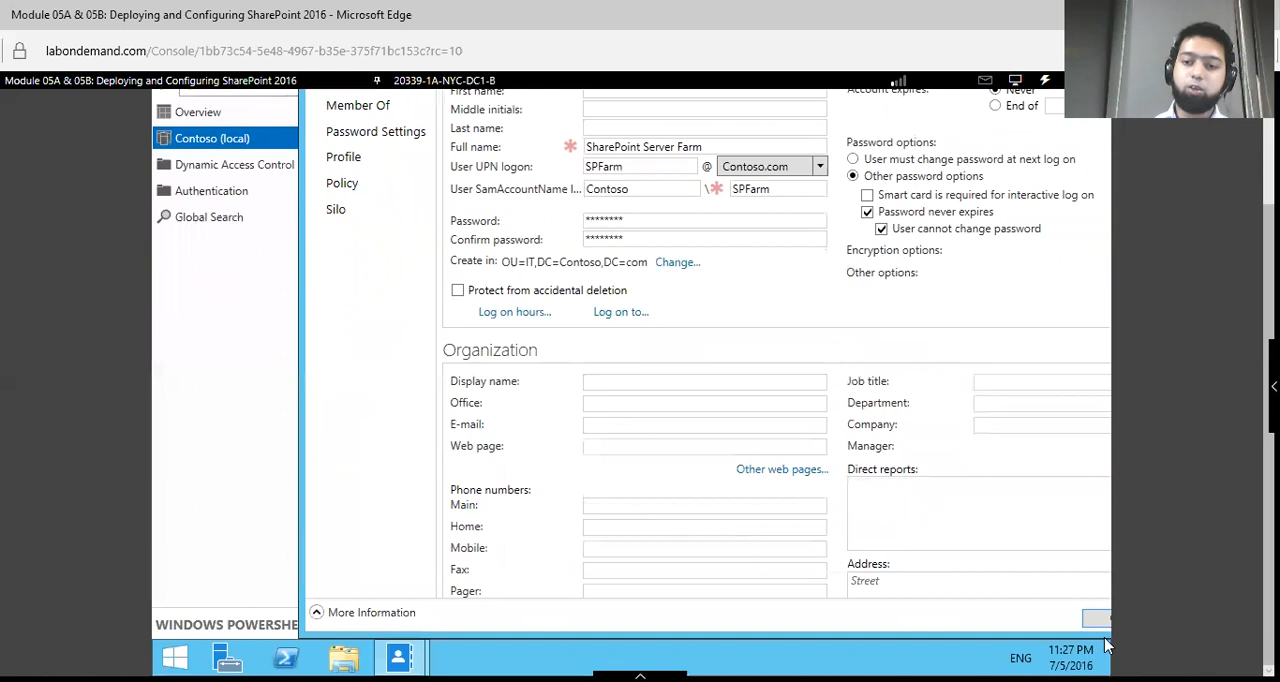 Module 05A & 05B: Deploying and Configuring SharePoint 2016 - Microsoft Edge
labondemand.com/Console/1bb73c54-5e48-4967-b35e-375f71bc153c?rc=10
Module 05A & 05B: Deploying and Configuring SharePoint 2016
20339-1A-NYC-DC1-B
Overview
Contoso (local)
Dynamic Access Control
Authentication
Global Search
WINDOWS POWERSHE
Member Of
Password Settings
Profile
Policy
Silo
First name:
Middle initials:
Last name:
Full name: SharePoint Server Farm
User UPN logon: SPFarm @ Contoso.com
User SamAccountName l... Contoso \ SPFarm
Password: ********
Confirm password: ********
Create in: OU=IT,DC=Contoso,DC=com Change...
Protect from accidental deletion
Log on hours... Log on to...
Account expires: Never
End of
Password options:
User must change password at next log on
Other password options
Smart card is required for interactive log on
Password never expires
User cannot change password
Encryption options:
Other options:
Organization
Display name:
Office:
E-mail:
Web page:
Other web pages...
Phone numbers:
Main:
Home:
Mobile:
Fax:
Pager:
Job title:
Department:
Company:
Manager:
Direct reports:
Address:
Street
More Information
ENG
11:27 PM
7/5/2016